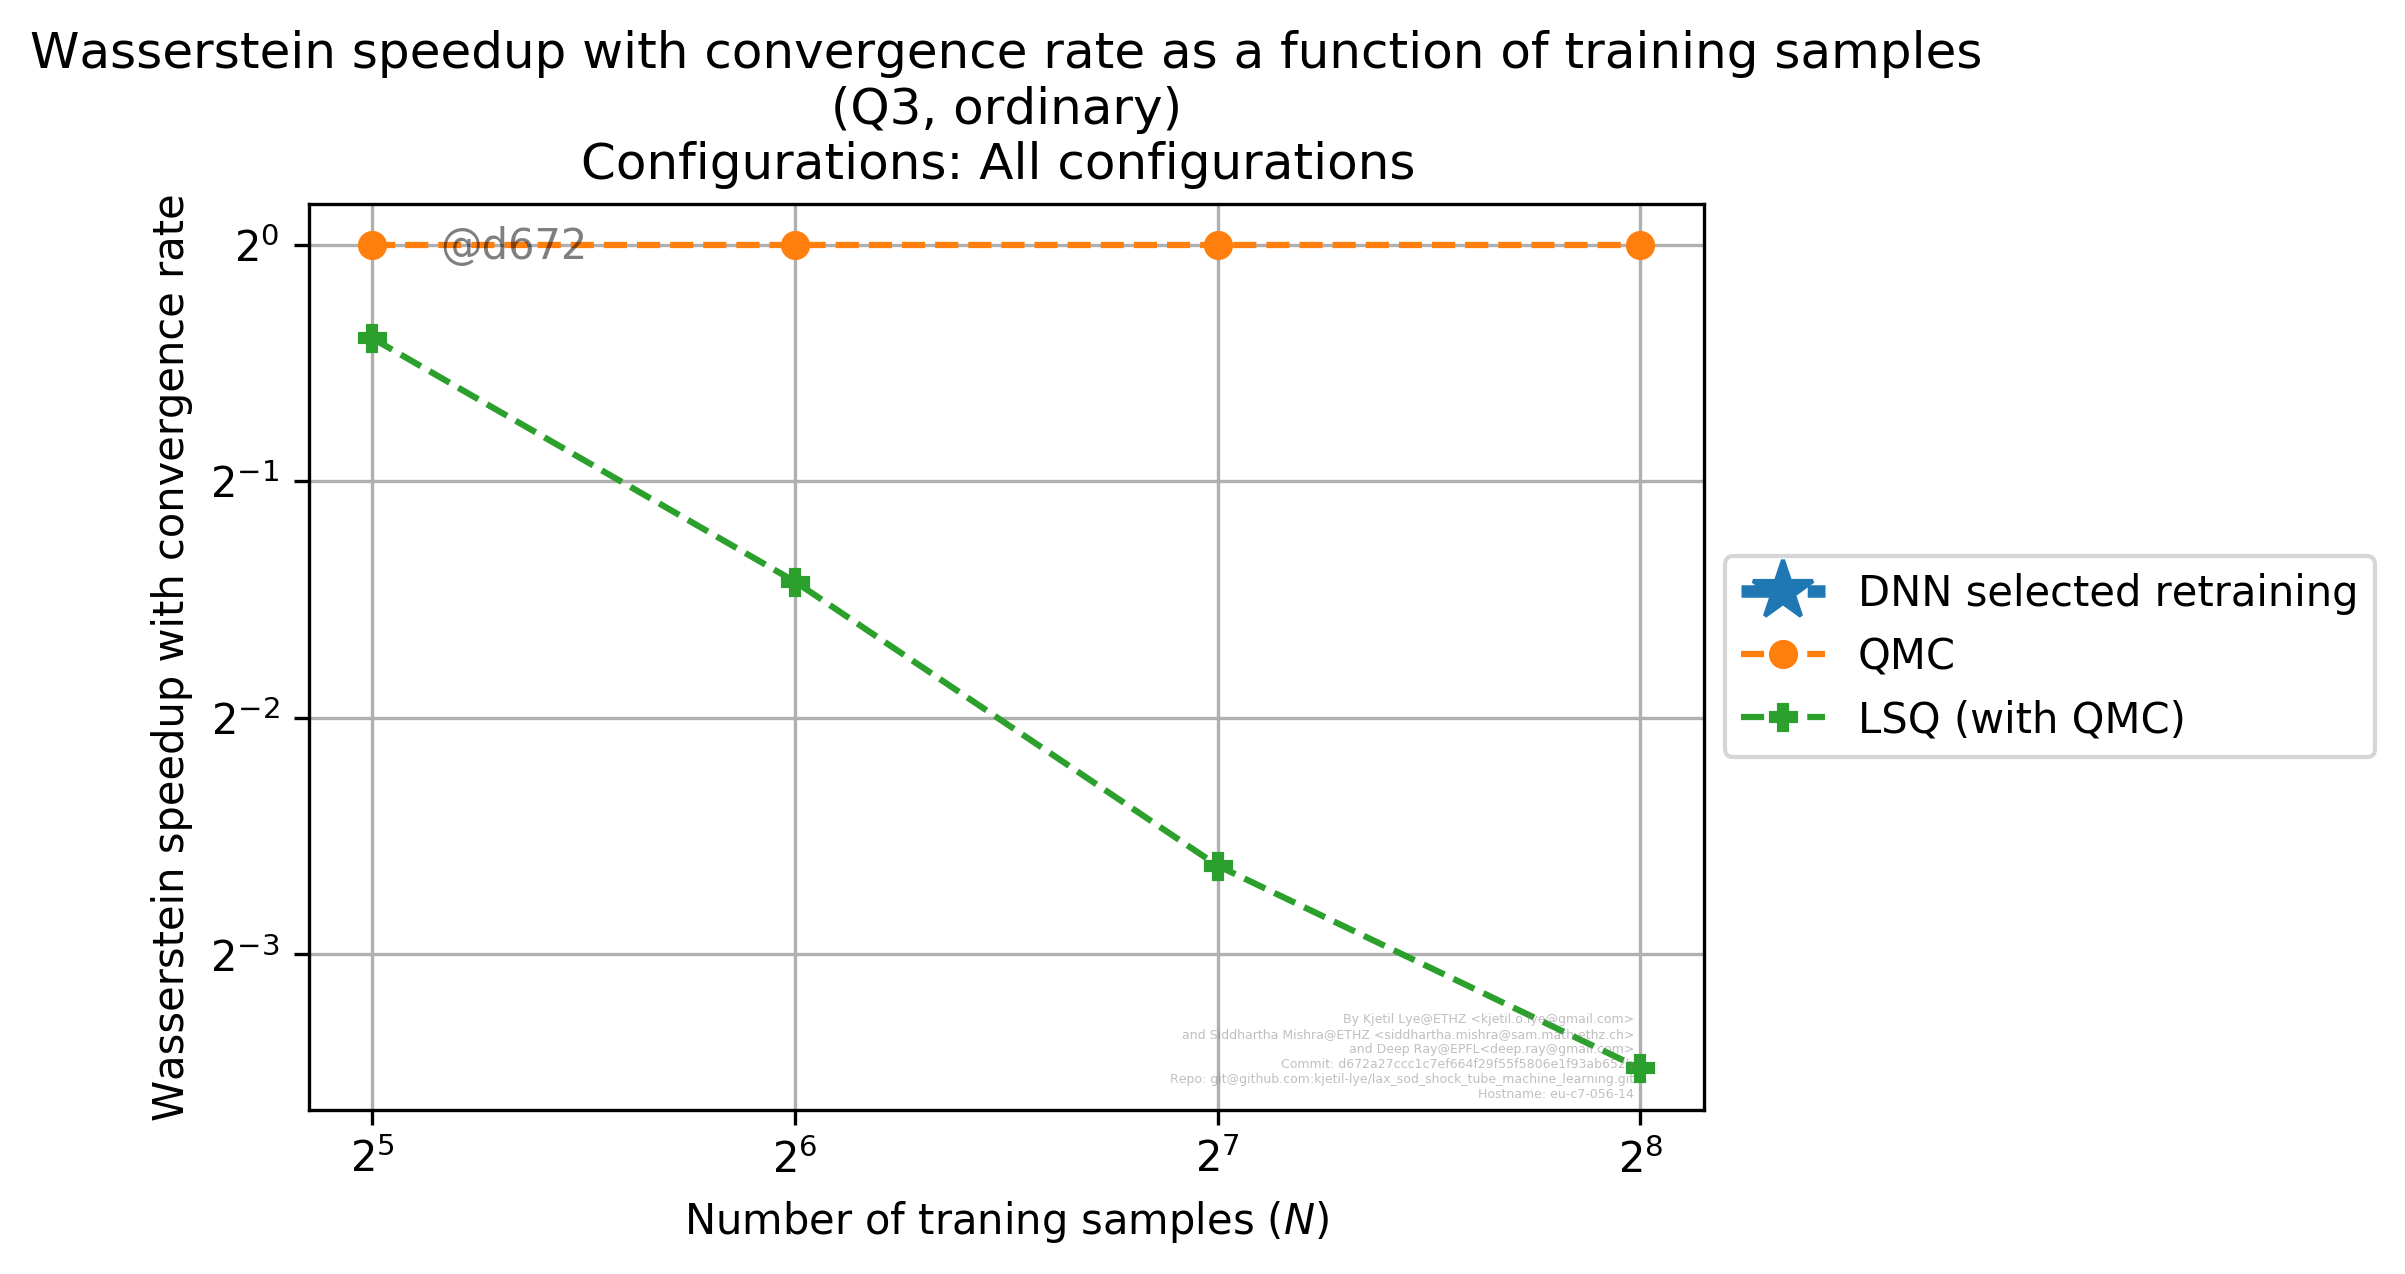 Wasserstein speedup with convergence rate as a function of training samples
(Q3, ordinary)
Configurations: All configurations
Wasserstein speedup with convergence rate
2⁰
2⁻¹
2⁻²
2⁻³
@d672
By Kjetil Lye@ETHZ <kjetil.o.lye@gmail.com>
and Siddhartha Mishra@ETHZ <siddhartha.mishra@sam.math.ethz.ch>
and Deep Ray@EPFL<deep.ray@gmail.com>
Commit:
Repo: git@github.com:kjetil-lye/lax_sod_shock_tube_machine_learning.git
Hostname: eu-c7-056-14
2⁵ 2⁶ 2⁷ 2⁸
Number of traning samples (N)
DNN selected retraining
QMC
LSQ (with QMC)